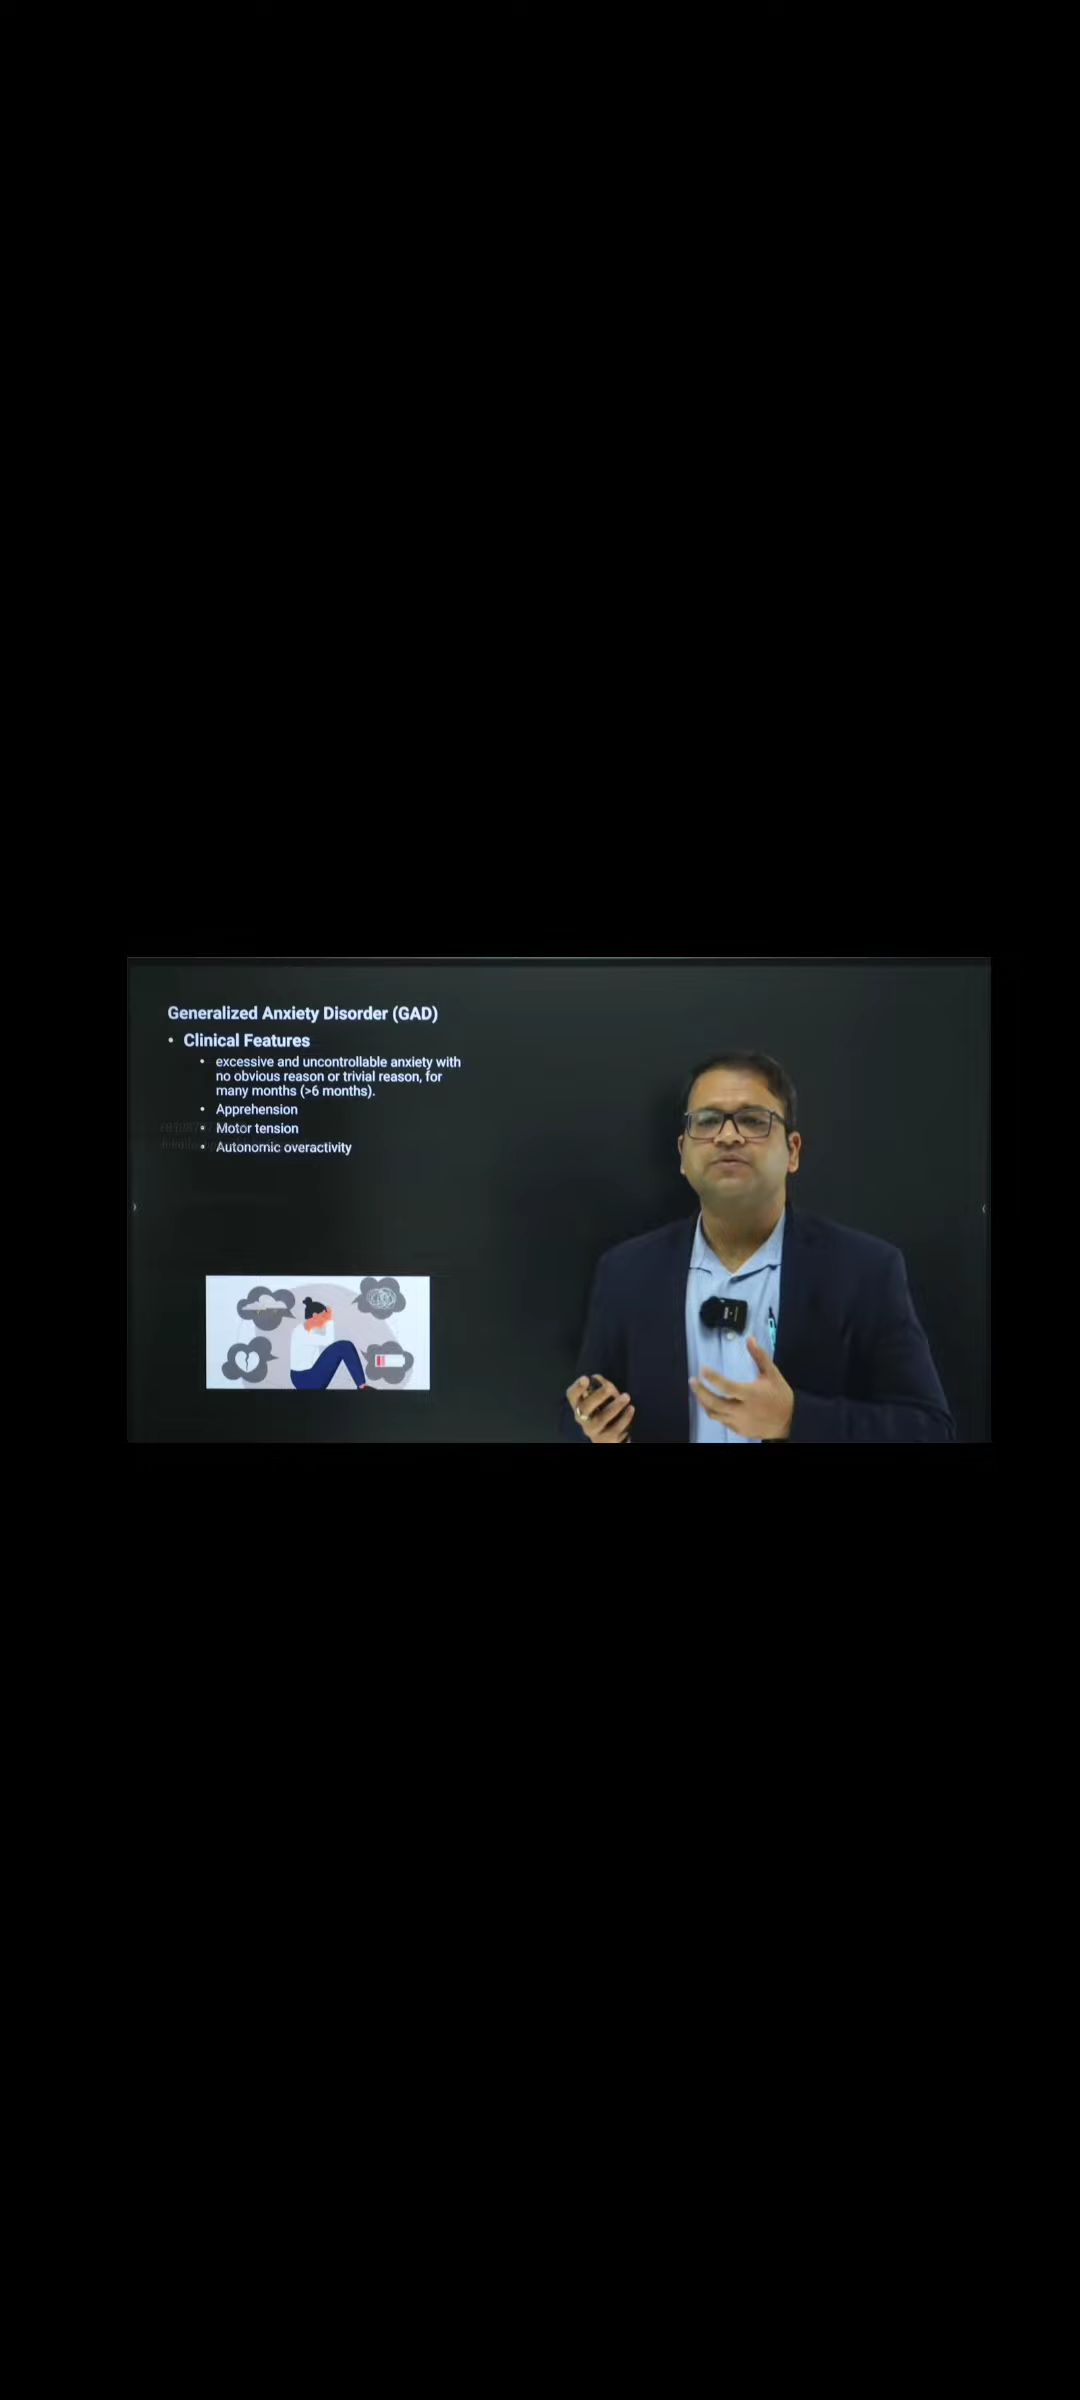 Generalized Anxiety Disorder (GAD)
• Clinical Features
• excessive and uncontrollable anxiety with
no obvious reason or trivial reason, for
many months (>6 months).
• Apprehension
• Motor tension
• Autonomic overactivity